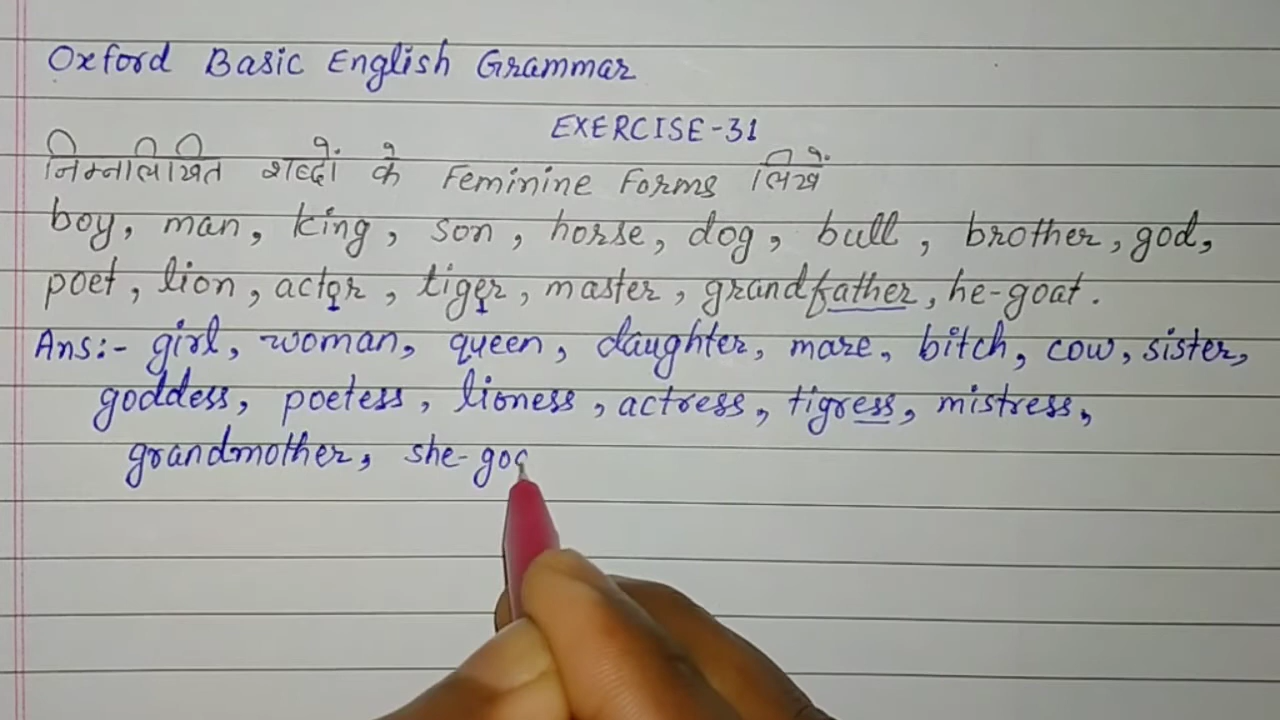 Oxford Basic English Grammar
EXERCISE-31
निम्नलिखित शब्दों के Feminine Forms लिखें
boy, man, king, son, horse, dog, bull, brother, god,
poet, lion, actor, tiger, master, grandfather, he-goat.
Ans:- girl, woman, queen, daughter, mare, bitch, cow, sister,
goddess, poetess, lioness, actress, tigress, mistress,
grandmother, she-